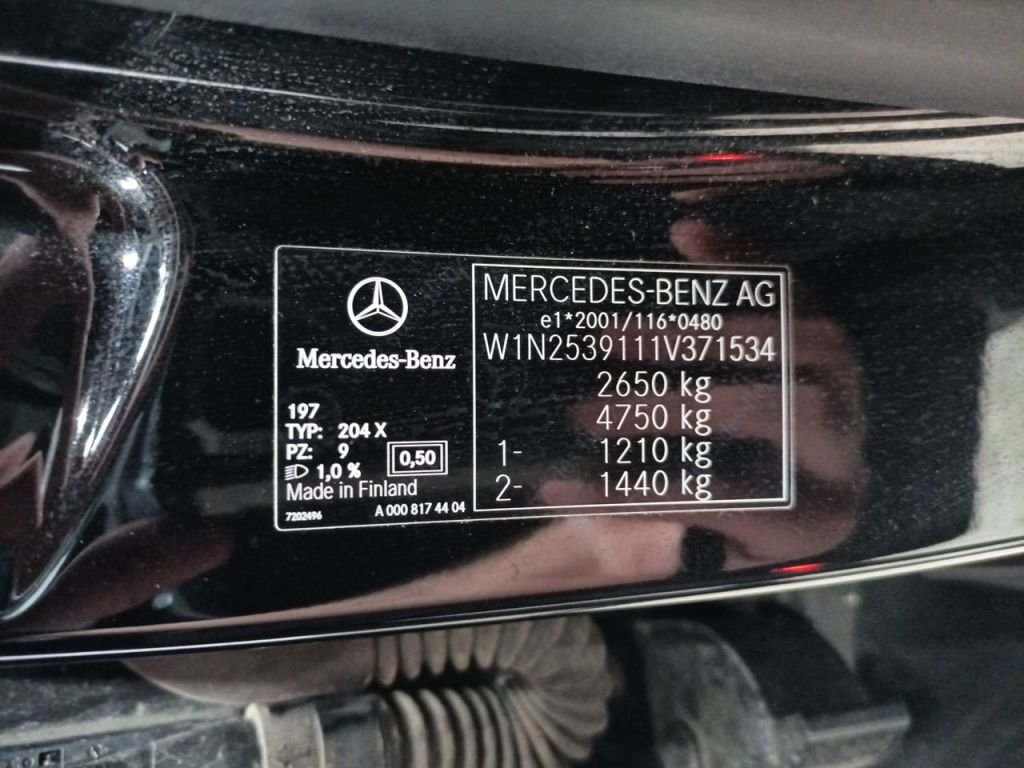 Mercedes-Benz
197
TYP: 204 X
PZ: 9
1,0 %
0,50
Made in Finland
7202496
A 000 817 44 04
MERCEDES-BENZ AG
e1*2001/116*0480
W1N2539111V371534
2650 kg
4750 kg
1- 1210 kg
2- 1440 kg